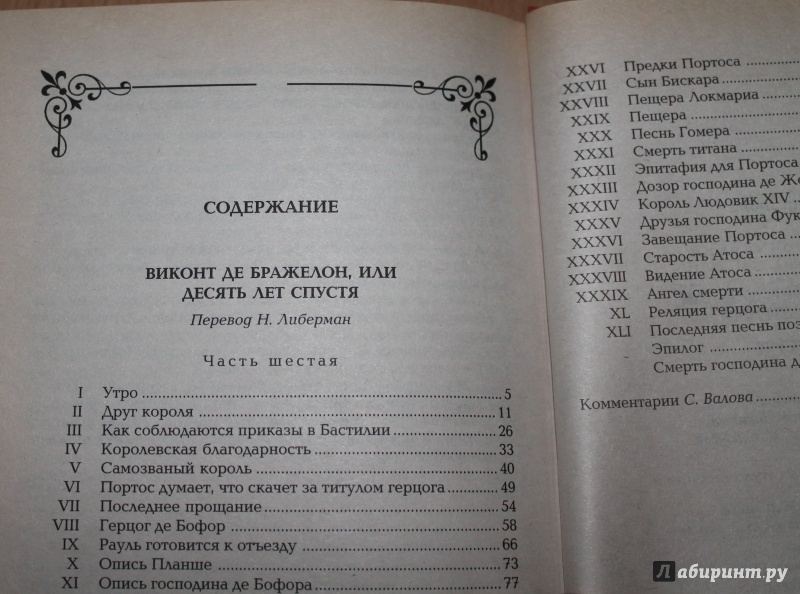 СОДЕРЖАНИЕ
ВИКОНТ ДЕ БРАЖЕЛОН, ИЛИ
ДЕСЯТЬ ЛЕТ СПУСТЯ
Перевод Н. Либерман
Часть шестая
I Утро 5
II Друг короля 11
III Как соблюдаются приказы в Бастилии 26
IV Королевская благодарность 33
V Самозваный король 40
VI Портос думает, что скачет за титулом герцога 49
VII Последнее прощание 54
VIII Герцог де Бофор 58
IX Рауль готовится к отъезду 66
X Опись Планше 73
XI Опись господина де Бофора 77
XXVI Предки Портоса
XXVII Сын Бискара
XXVIII Пещера Локмариа
XXIX Пещера
XXX Песнь Гомера
XXXI Смерть титана
XXXII Эпитафия для Портоса
XXXIII Дозор господина де Же
XXXIV Король Людовик XIV
XXXV Друзья господина Фук
XXXVI Завещание Портоса
XXXVII Старость Атоса
XXXVIII Видение Атоса
XXXIX Ангел смерти
XL Реляция герцога
XLI Последняя песнь поэ
Эпилог
Смерть господина д
Комментарии С. Валова
Лабиринт.ру